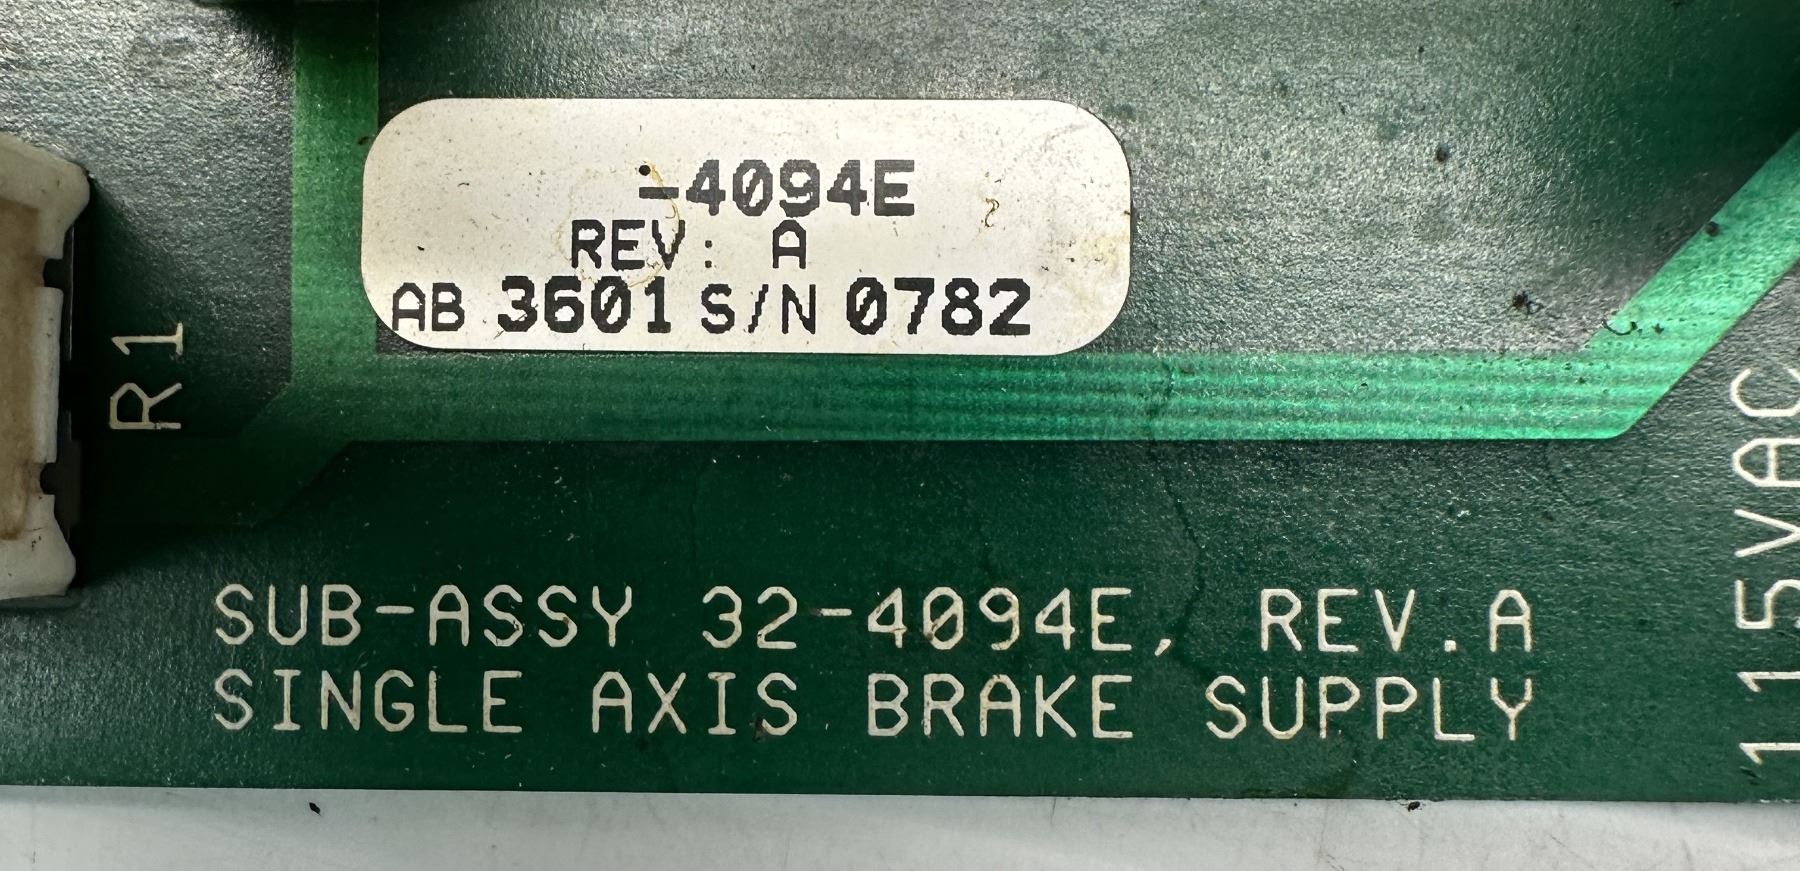 -4094E
REV: A
AB 3601 S/N 0782
R1
SUB-ASSY 32-4094E, REV.A
SINGLE AXIS BRAKE SUPPLY
115VAC